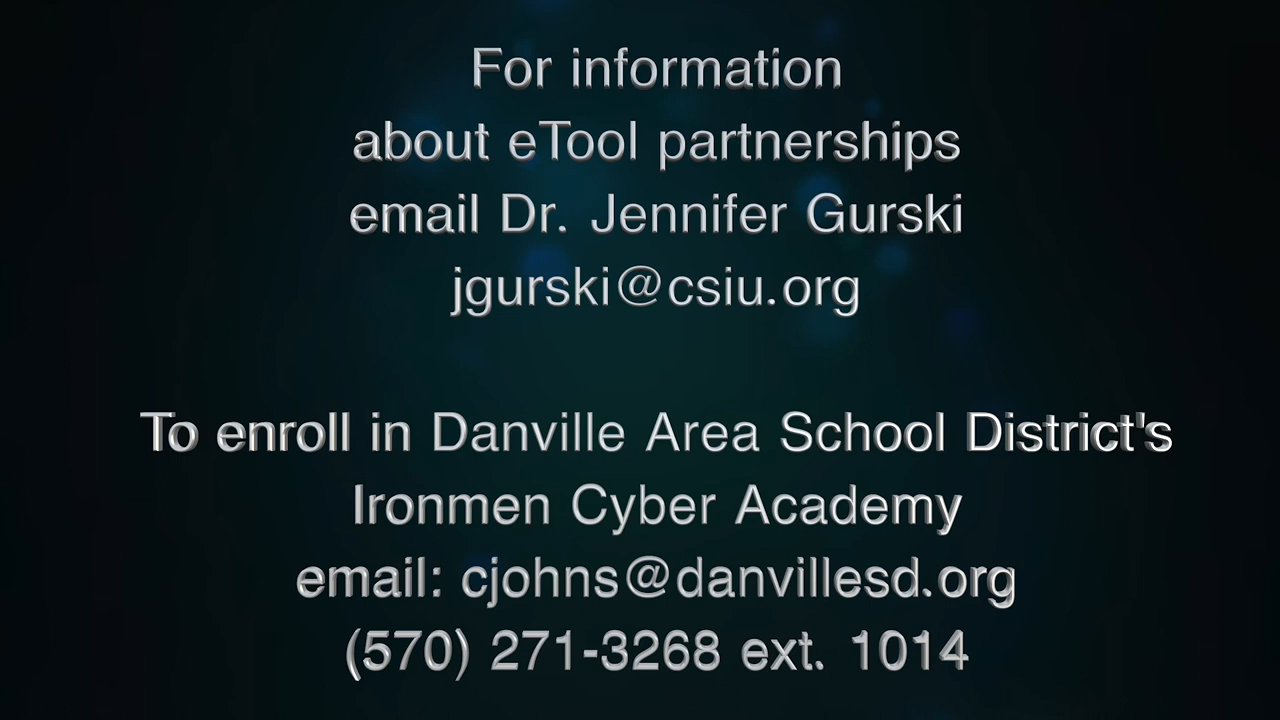 For information
about eTool partnerships
email Dr. Jennifer Gurski
jgurski@csiu.org
To enroll in Danville Area School District's
Ironmen Cyber Academy
email: cjohns@danvillesd.org
(570) 271-3268 ext. 1014